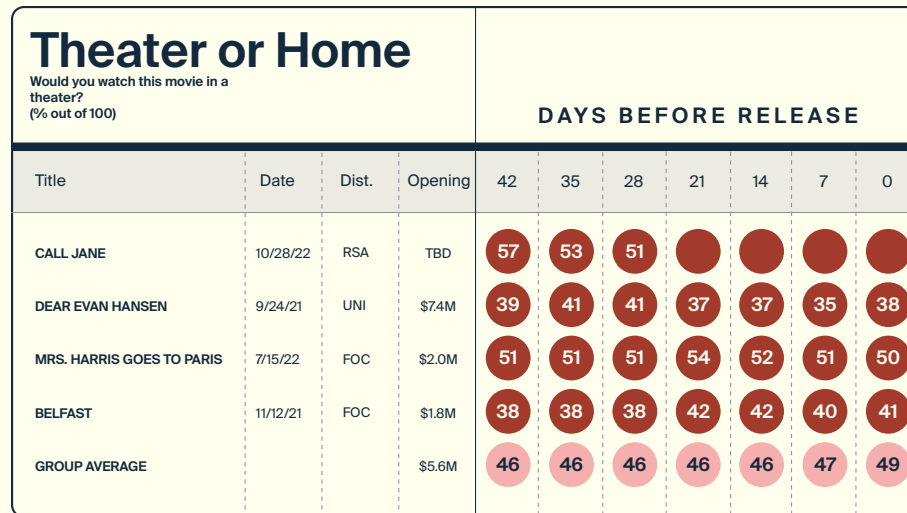 Theater or Home
Would you watch this movie in a
theater?
(% out of 100)
DAYS BEFORE RELEASE
Title Date Dist. Opening 42 35 28 21 14 7 0
CALL JANE 10/28/22 RSA TBD 57 53 51
DEAR EVAN HANSEN 9/24/21 UNI $7.4M 39 41 41 37 37 35 38
MRS. HARRIS GOES TO PARIS 7/15/22 FOC $2.0M 51 51 51 54 52 51 50
BELFAST 11/12/21 FOC $1.8M 38 38 38 42 42 40 41
GROUP AVERAGE $5.6M 46 46 46 46 46 47 49